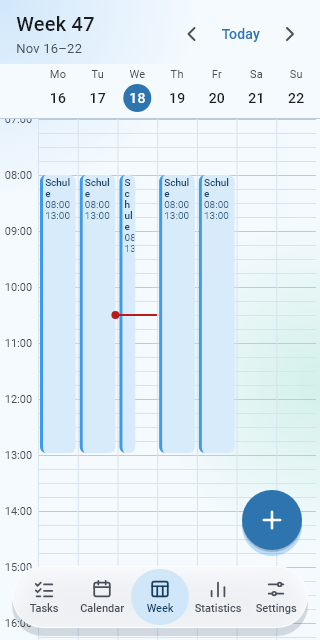 Week 47
Nov 16–22
Today
Mo Tu We Th Fr Sa Su
16 17 18 19 20 21 22
07:00
08:00
Schul
e
08:00
13:00
Schul
e
08:00
13:00
S
c
h
ul
e
08
13
Schul
e
08:00
13:00
Schul
e
08:00
13:00
09:00
10:00
11:00
12:00
13:00
14:00
15:00
16:00
Tasks Calendar Week Statistics Settings